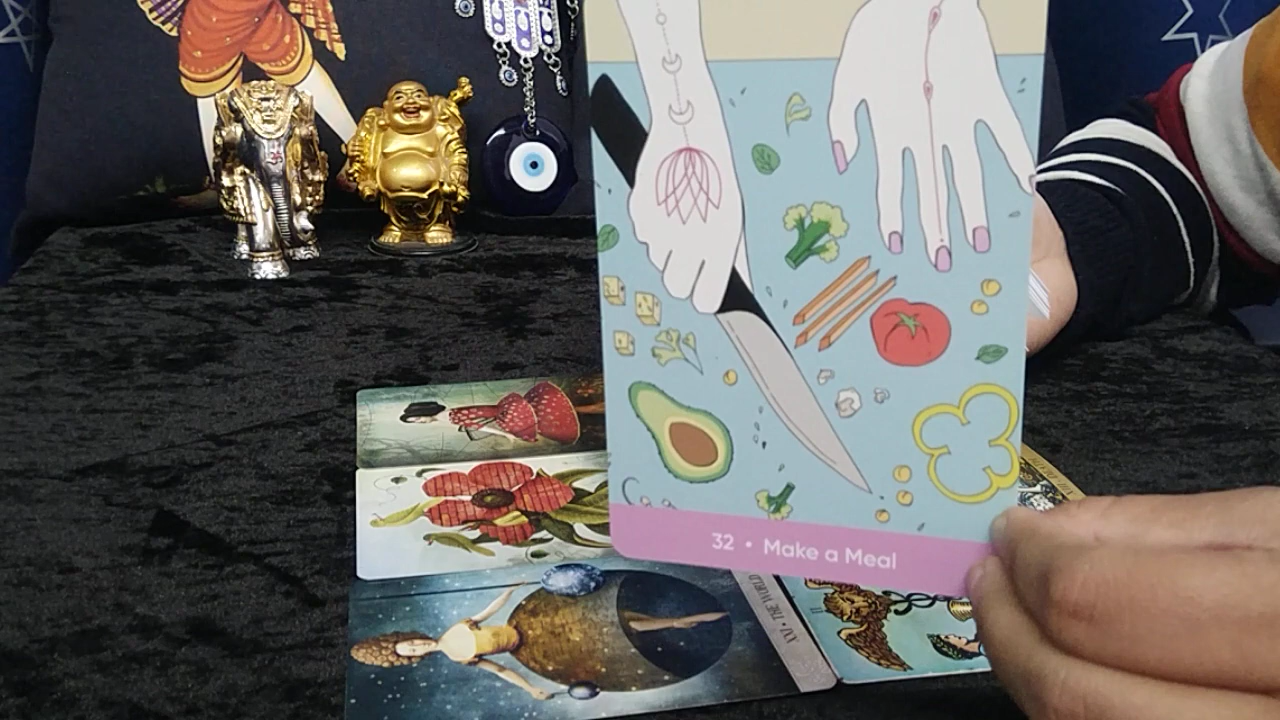 32 • Make a Meal
XXI • THE WORLD